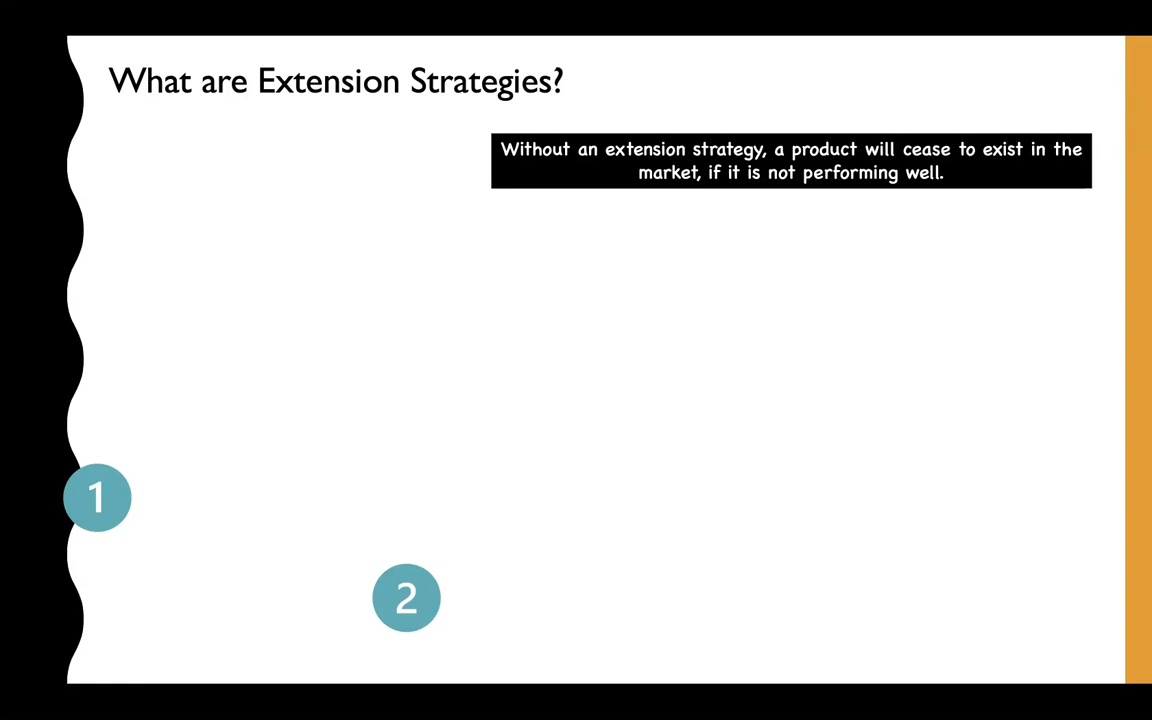 What are Extension Strategies?
Without an extension strategy, a product will cease to exist in the
market, if it is not performing well.
1
2